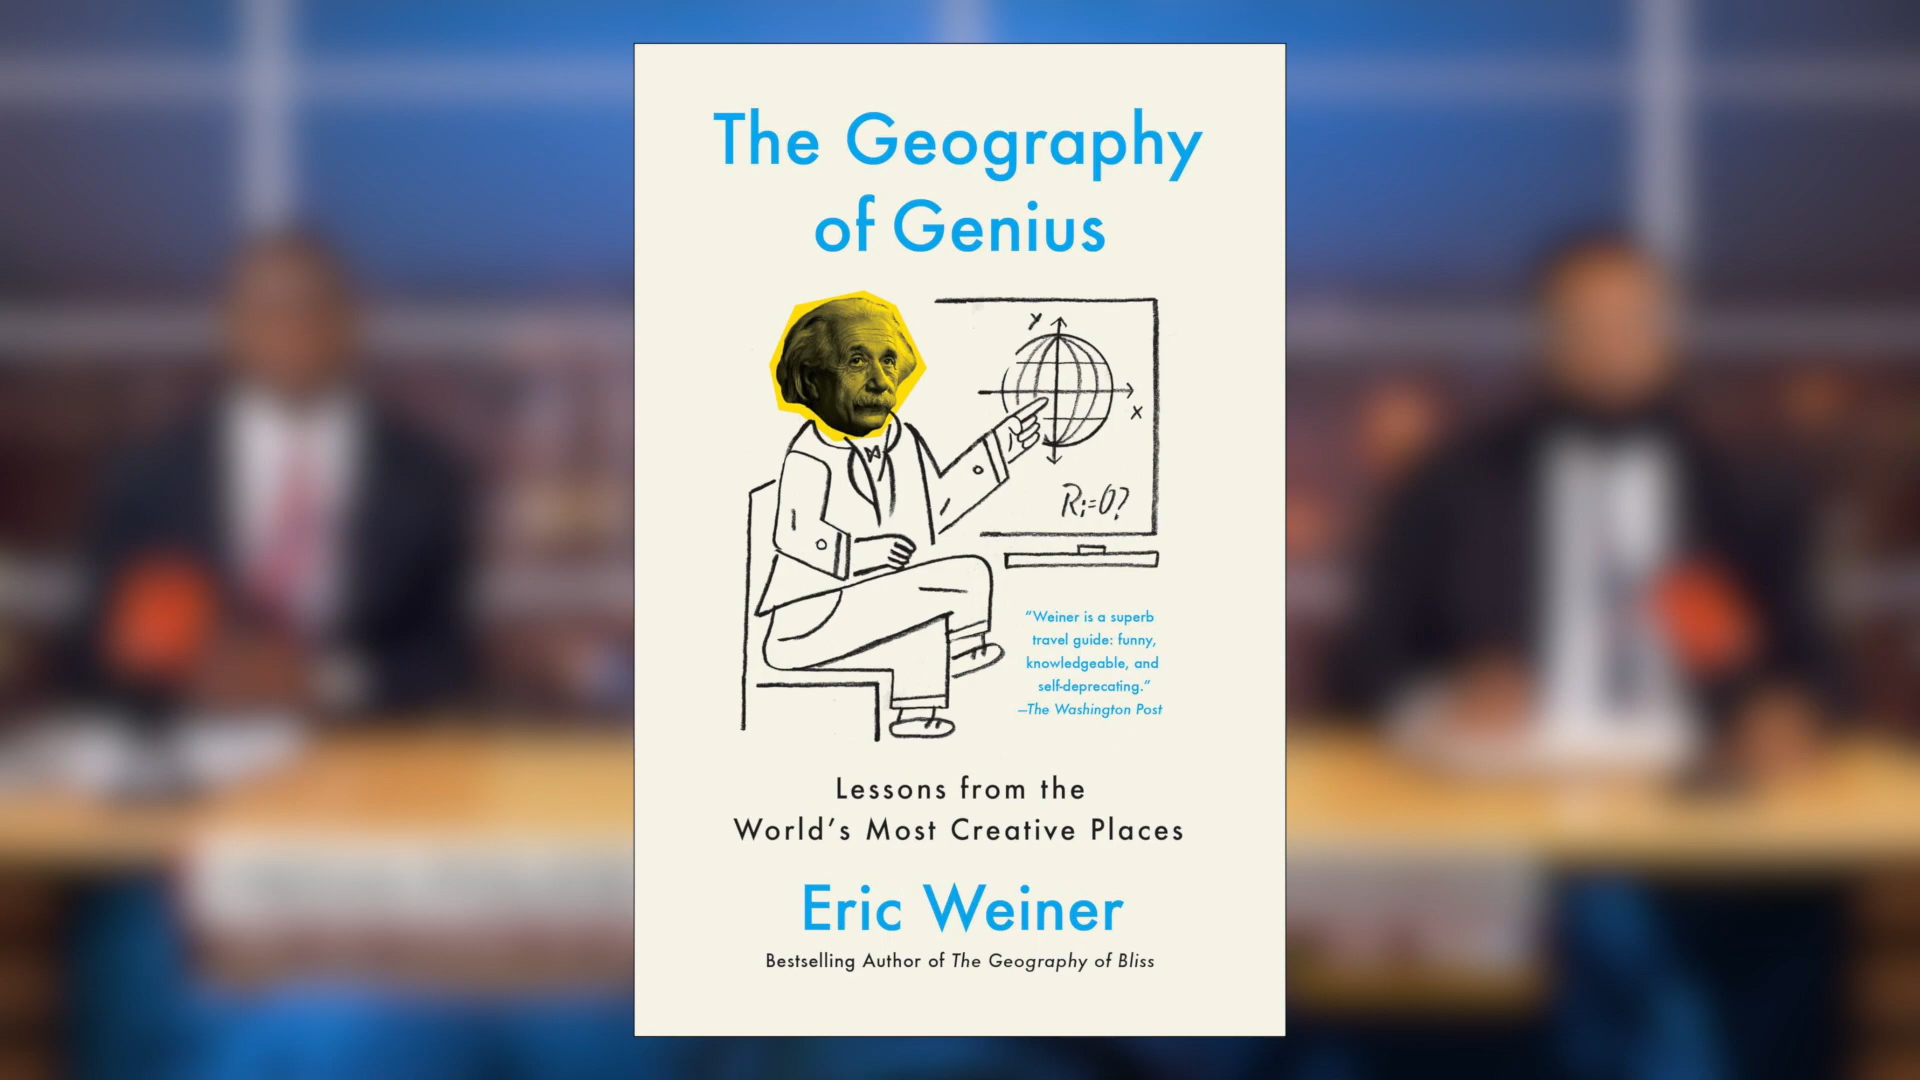 The Geography
of Genius
y
x
R¡=0?
“Weiner is a superb
travel guide: funny,
knowledgeable, and
self-deprecating.”
—The Washington Post
Lessons from the
World’s Most Creative Places
Eric Weiner
Bestselling Author of The Geography of Bliss